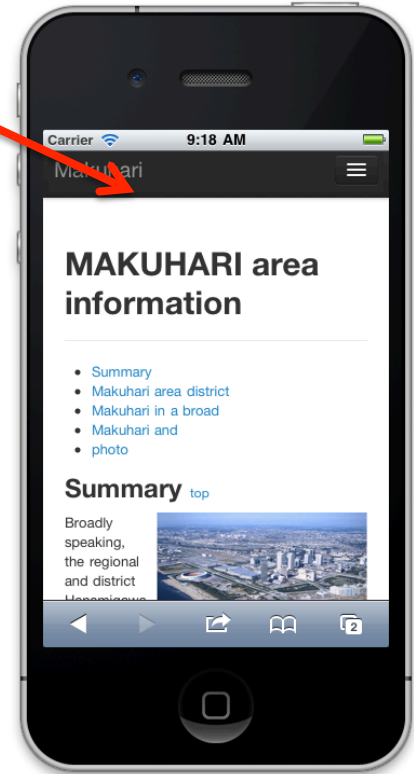 Carrier 9:18 AM
Makuhari
MAKUHARI area
information
Summary
Makuhari area district
Makuhari in a broad
Makuhari and
photo
Summary top
Broadly
speaking,
the regional
and district
Hanamigawa
2